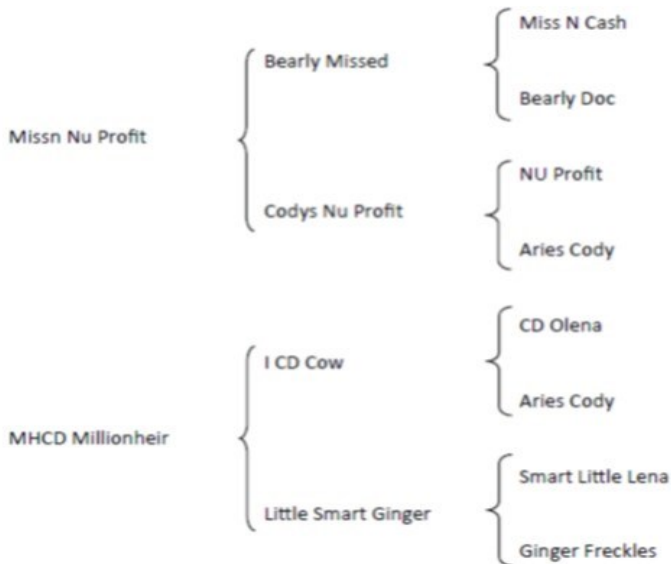 Miss N Cash
Bearly Missed
Bearly Doc
Missn Nu Profit
NU Profit
Codys Nu Profit
Aries Cody
CD Olena
I CD Cow
Aries Cody
MHCD Millionheir
Smart Little Lena
Little Smart Ginger
Ginger Freckles